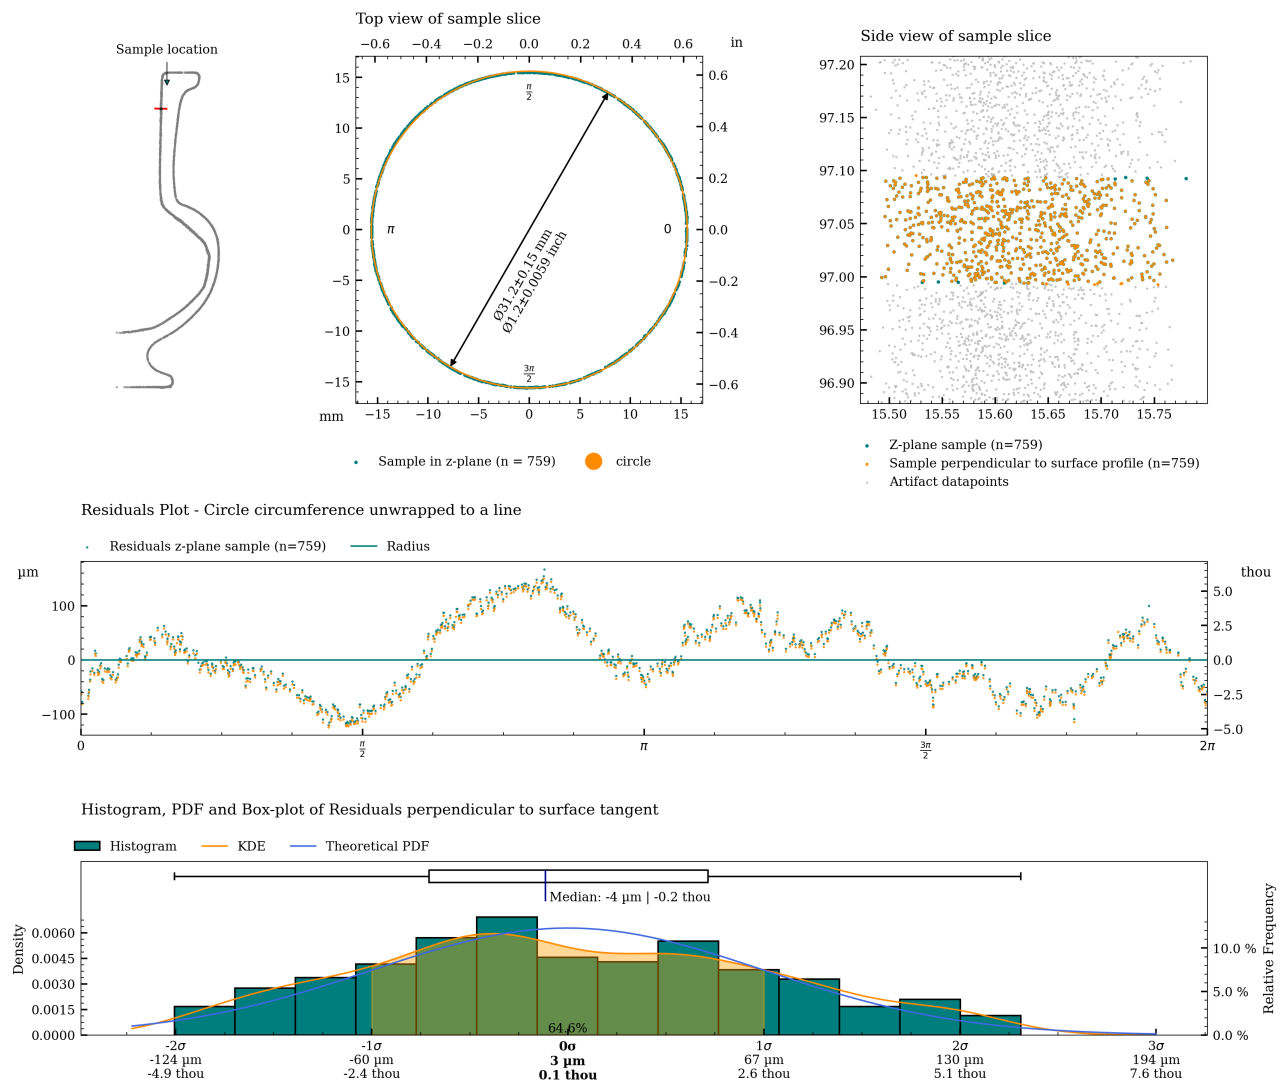 Sample location
Top view of sample slice
−0.6 −0.4 −0.2 0.0 0.2 0.4 0.6 in
15
10
5
0
−5
−10
−15
0.6
0.4
0.2
0.0
−0.2
−0.4
−0.6
π/2
π
0
3π/2
Ø31.2±0.15 mm
Ø1.2±0.0059 inch
mm −15 −10 −5 0 5 10 15
Sample in z-plane (n = 759) circle
Side view of sample slice
97.20
97.15
97.10
97.05
97.00
96.95
96.90
15.50 15.55 15.60 15.65 15.70 15.75
Z-plane sample (n=759)
Sample perpendicular to surface profile (n=759)
Artifact datapoints
Residuals Plot - Circle circumference unwrapped to a line
Residuals z-plane sample (n=759) Radius
µm
100
0
−100
thou
5.0
2.5
0.0
−2.5
−5.0
0 π/2 π 3π/2 2π
Histogram, PDF and Box-plot of Residuals perpendicular to surface tangent
Histogram KDE Theoretical PDF
Median: -4 µm | -0.2 thou
Density
0.0060
0.0045
0.0030
0.0015
0.0000
Relative Frequency
10.0 %
5.0 %
0.0 %
64.6%
-2σ -1σ 0σ 1σ 2σ 3σ
-124 µm -60 µm 3 µm 67 µm 130 µm 194 µm
-4.9 thou -2.4 thou 0.1 thou 2.6 thou 5.1 thou 7.6 thou